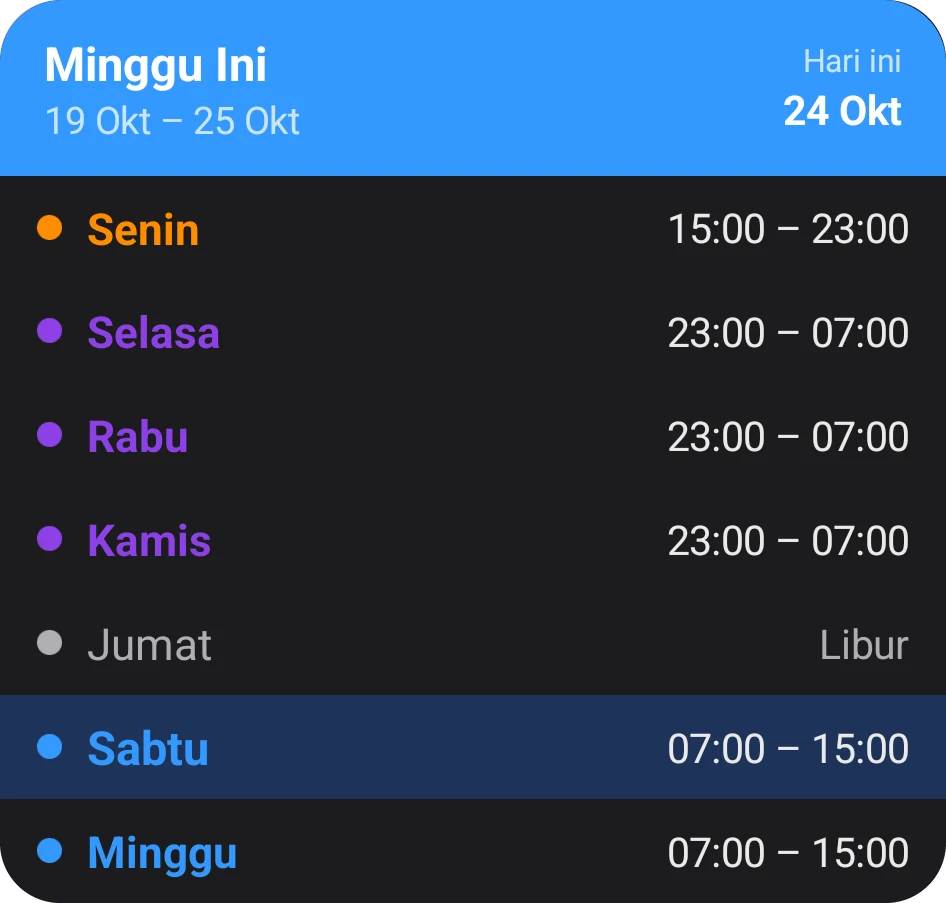 Minggu Ini
Hari ini
19 Okt – 25 Okt
24 Okt
Senin 15:00 – 23:00
Selasa 23:00 – 07:00
Rabu 23:00 – 07:00
Kamis 23:00 – 07:00
Jumat Libur
Sabtu 07:00 – 15:00
Minggu 07:00 – 15:00